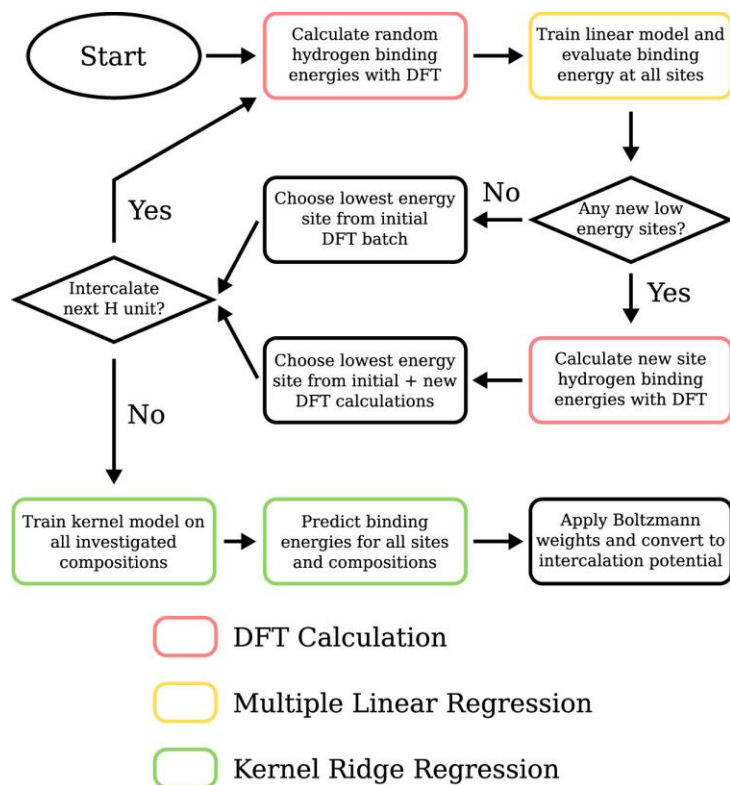 Start
Calculate random
hydrogen binding
energies with DFT
Train linear model and
evaluate binding
energy at all sites
Any new low
energy sites?
No
Choose lowest energy
site from initial
DFT batch
Yes
Calculate new site
hydrogen binding
energies with DFT
Choose lowest energy
site from initial + new
DFT calculations
Intercalate
next H unit?
Yes
No
Train kernel model on
all investigated
compositions
Predict binding
energies for all sites
and compositions
Apply Boltzmann
weights and convert to
intercalation potential
DFT Calculation
Multiple Linear Regression
Kernel Ridge Regression